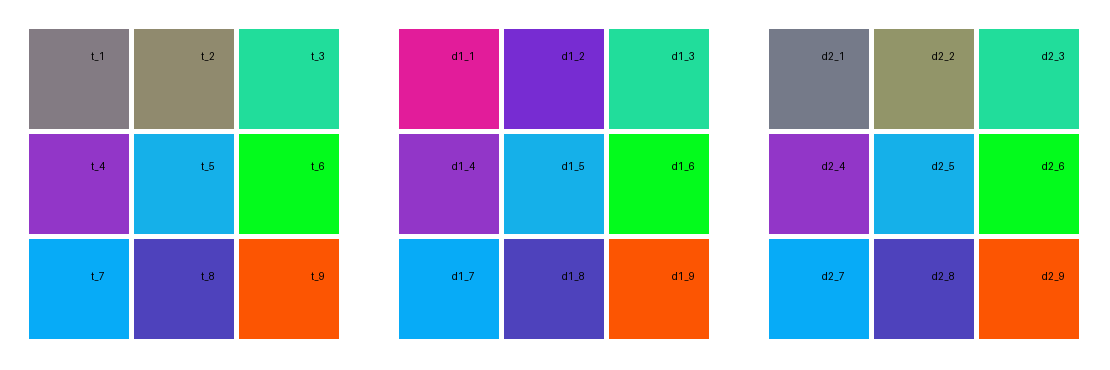 t_1 t_2 t_3 d1_1 d1_2 d1_3 d2_1 d2_2 d2_3
t_4 t_5 t_6 d1_4 d1_5 d1_6 d2_4 d2_5 d2_6
t_7 t_8 t_9 d1_7 d1_8 d1_9 d2_7 d2_8 d2_9